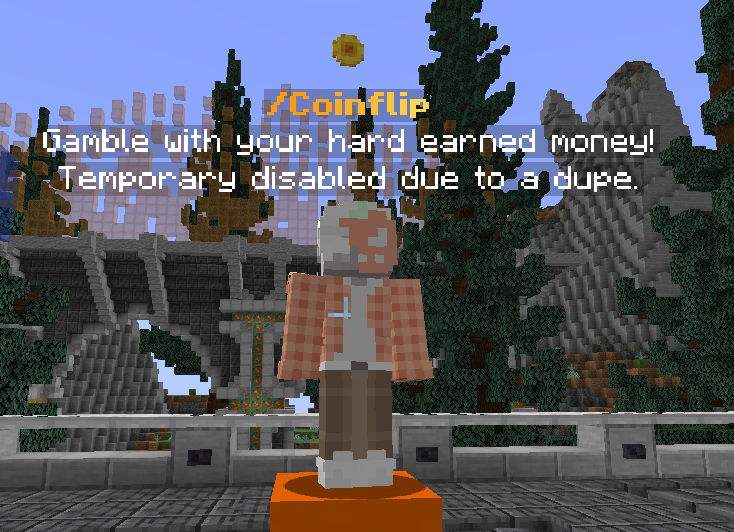 /Coinflip
Gamble with your hard earned money!
Temporary disabled due to a dupe.